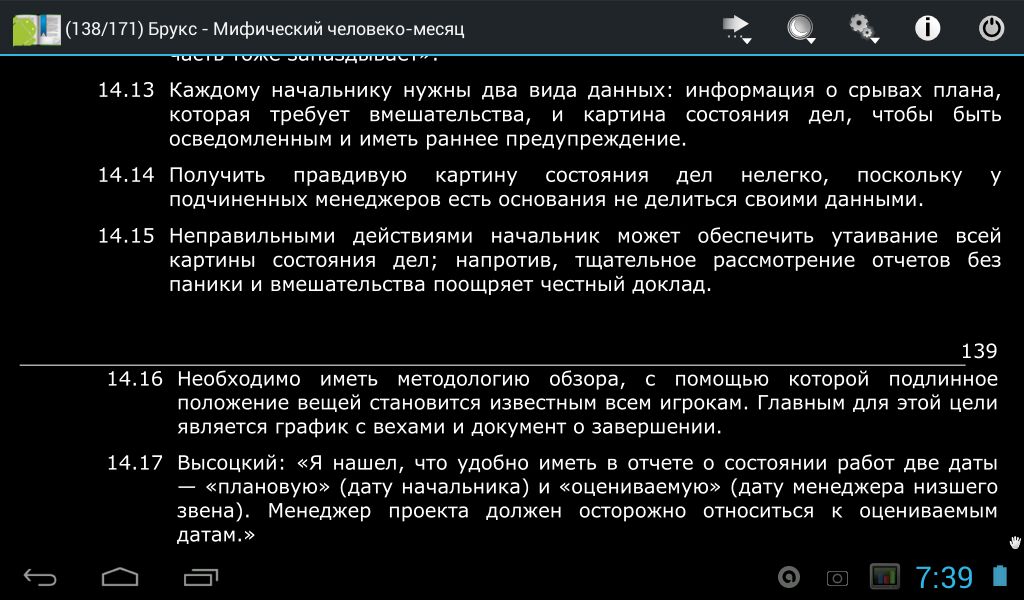 (138/171) Брукс - Мифический человеко-месяц
часть тоже запаздывает».
14.13 Каждому начальнику нужны два вида данных: информация о срывах плана,
которая требует вмешательства, и картина состояния дел, чтобы быть
осведомленным и иметь раннее предупреждение.
14.14 Получить правдивую картину состояния дел нелегко, поскольку у
подчиненных менеджеров есть основания не делиться своими данными.
14.15 Неправильными действиями начальник может обеспечить утаивание всей
картины состояния дел; напротив, тщательное рассмотрение отчетов без
паники и вмешательства поощряет честный доклад.
139
14.16 Необходимо иметь методологию обзора, с помощью которой подлинное
положение вещей становится известным всем игрокам. Главным для этой цели
является график с вехами и документ о завершении.
14.17 Высоцкий: «Я нашел, что удобно иметь в отчете о состоянии работ две даты
— «плановую» (дату начальника) и «оцениваемую» (дату менеджера низшего
звена). Менеджер проекта должен осторожно относиться к оцениваемым
датам.»
7:39